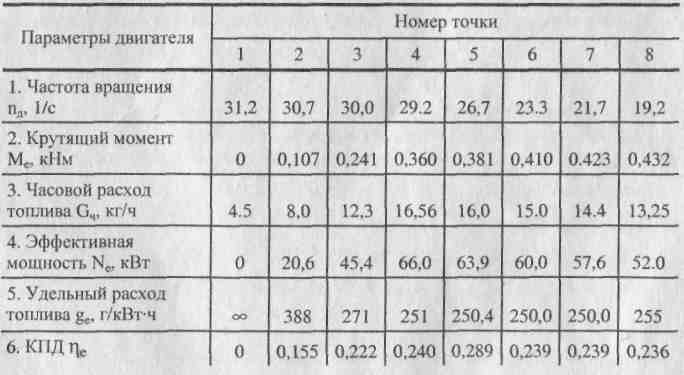 Параметры двигателя Номер точки
1 2 3 4 5 6 7 8
1. Частота вращения
nд, 1/с 31,2 30,7 30,0 29.2 26,7 23.3 21,7 19,2
2. Крутящий момент
Ме, кНм 0 0,107 0,241 0,360 0,381 0,410 0,423 0,432
3. Часовой расход
топлива Gч, кг/ч 4.5 8,0 12,3 16,56 16,0 15.0 14.4 13,25
4. Эффективная
мощность Nе, кВт 0 20,6 45,4 66,0 63,9 60,0 57,6 52.0
5. Удельный расход
топлива gе, г/кВт·ч ∞ 388 271 251 250,4 250,0 250,0 255
6. КПД ηе 0 0,155 0,222 0,240 0,289 0,239 0,239 0,236